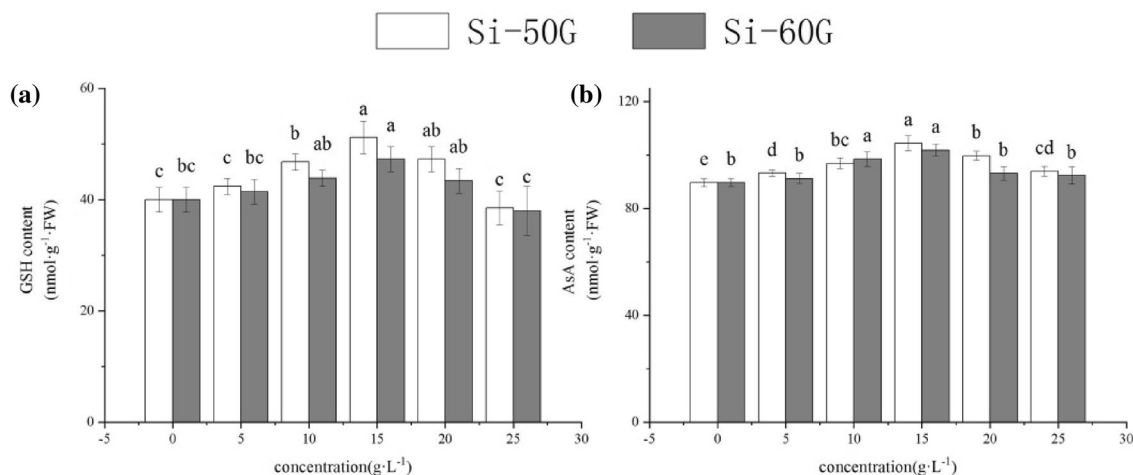 Si-50G Si-60G
(a)
60
40
20
0
GSH content
(nmol·g⁻¹·FW)
c bc c bc b ab a a ab ab c c
-5 0 5 10 15 20 25 30
concentration(g·L⁻¹)
(b)
120
80
40
0
AsA content
(nmol·g⁻¹·FW)
e b d b bc a a a b b cd b
-5 0 5 10 15 20 25 30
concentration(g·L⁻¹)